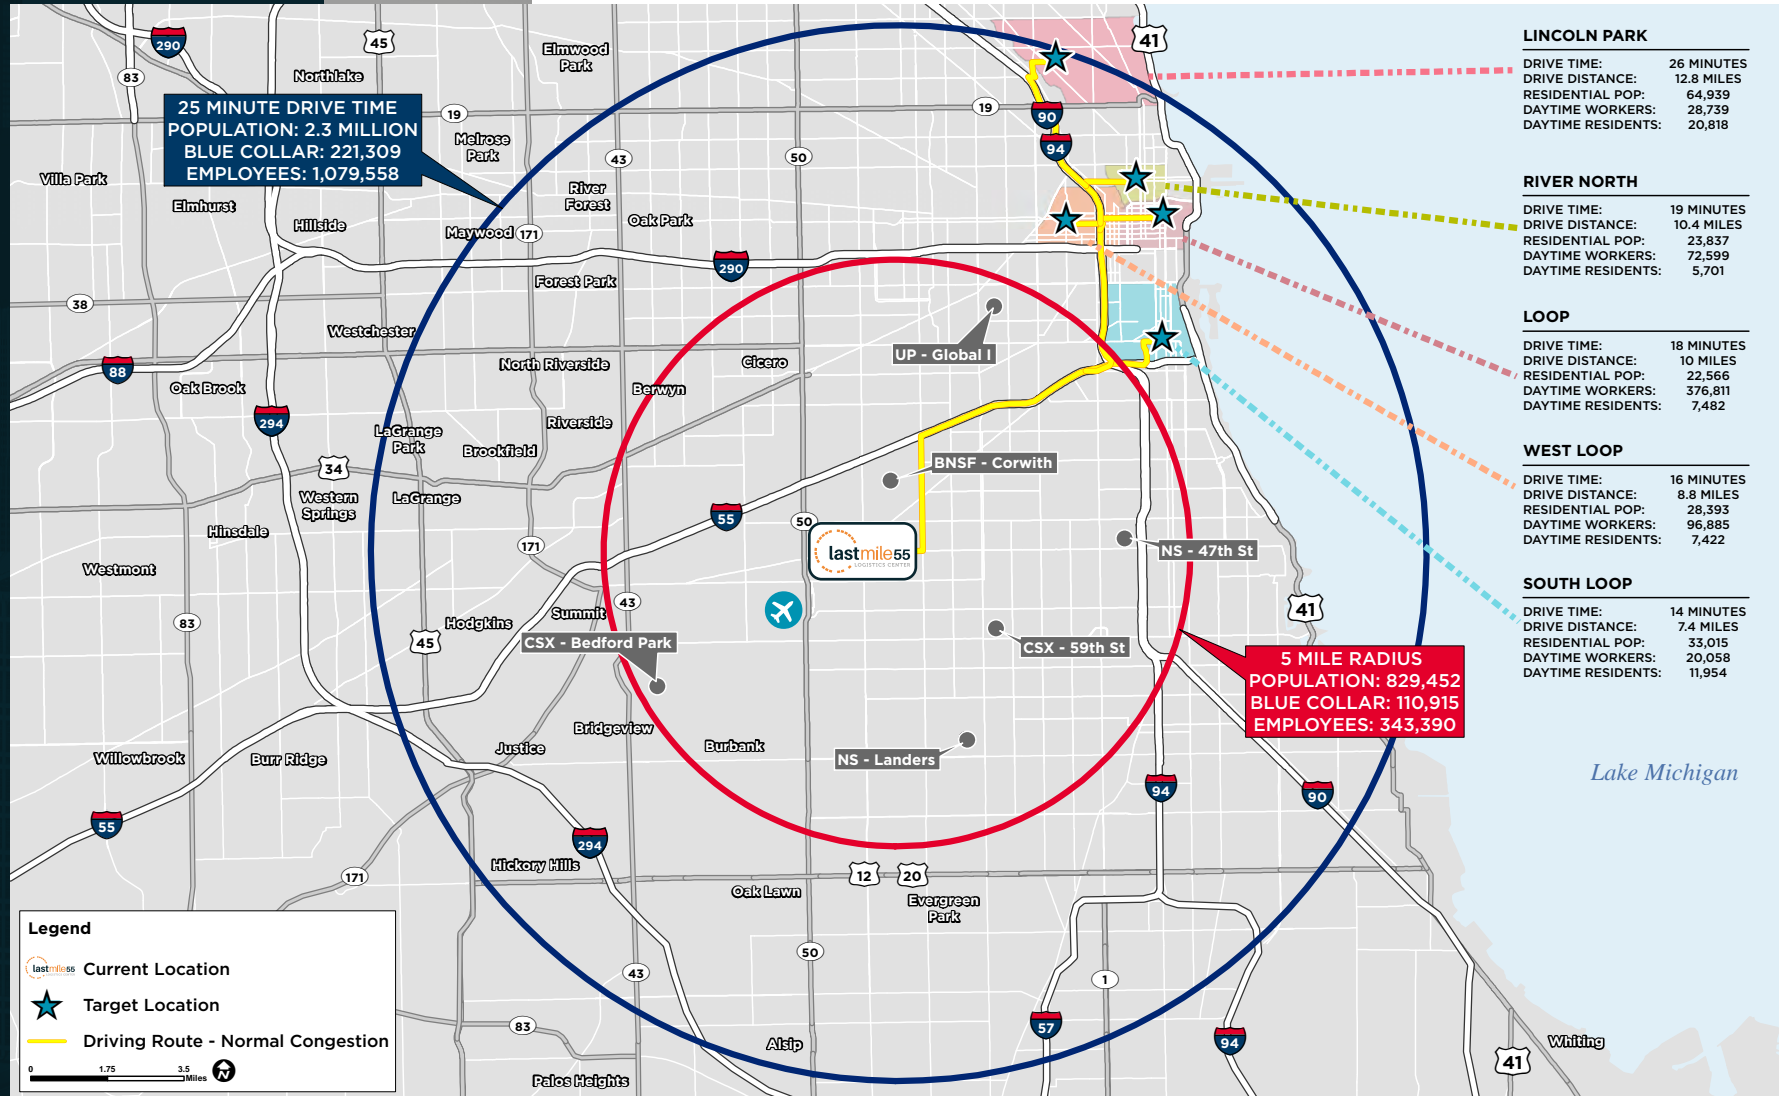 25 MINUTE DRIVE TIME
POPULATION: 2.3 MILLION
BLUE COLLAR: 221,309
EMPLOYEES: 1,079,558
290
45
83
Northlake
Elmwood
Park
41
19
19
90
94
Melrose
Park
43
50
Villa Park
Elmhurst
River
Forest
Oak Park
Hillside
Maywood
171
290
Forest Park
38
Westchester
UP - Global I
88
Oak Brook
North Riverside
Cicero
Berwyn
294
LaGrange
Park
Riverside
Brookfield
34
BNSF - Corwith
Western
Springs
LaGrange
55
50
Hinsdale
171
lastmile55
LOGISTICS CENTER
NS - 47th St
Westmont
83
Summit
43
41
Hodgkins
45
CSX - Bedford Park
CSX - 59th St
5 MILE RADIUS
POPULATION: 829,452
BLUE COLLAR: 110,915
EMPLOYEES: 343,390
Bridgeview
Burbank
Justice
NS - Landers
Willowbrook
Burr Ridge
94
90
Lake Michigan
55
294
Hickory Hills
171
12
20
Oak Lawn
Evergreen
Park
50
43
1
83
57
94
Alsip
Palos Heights
41
Whiting
LINCOLN PARK
DRIVE TIME: 26 MINUTES
DRIVE DISTANCE: 12.8 MILES
RESIDENTIAL POP: 64,939
DAYTIME WORKERS: 28,739
DAYTIME RESIDENTS: 20,818
RIVER NORTH
DRIVE TIME: 19 MINUTES
DRIVE DISTANCE: 10.4 MILES
RESIDENTIAL POP: 23,837
DAYTIME WORKERS: 72,599
DAYTIME RESIDENTS: 5,701
LOOP
DRIVE TIME: 18 MINUTES
DRIVE DISTANCE: 10 MILES
RESIDENTIAL POP: 22,566
DAYTIME WORKERS: 376,811
DAYTIME RESIDENTS: 7,482
WEST LOOP
DRIVE TIME: 16 MINUTES
DRIVE DISTANCE: 8.8 MILES
RESIDENTIAL POP: 28,393
DAYTIME WORKERS: 96,885
DAYTIME RESIDENTS: 7,422
SOUTH LOOP
DRIVE TIME: 14 MINUTES
DRIVE DISTANCE: 7.4 MILES
RESIDENTIAL POP: 33,015
DAYTIME WORKERS: 20,058
DAYTIME RESIDENTS: 11,954
Legend
lastmile55 Current Location
Target Location
Driving Route - Normal Congestion
0 1.75 3.5
Miles
N